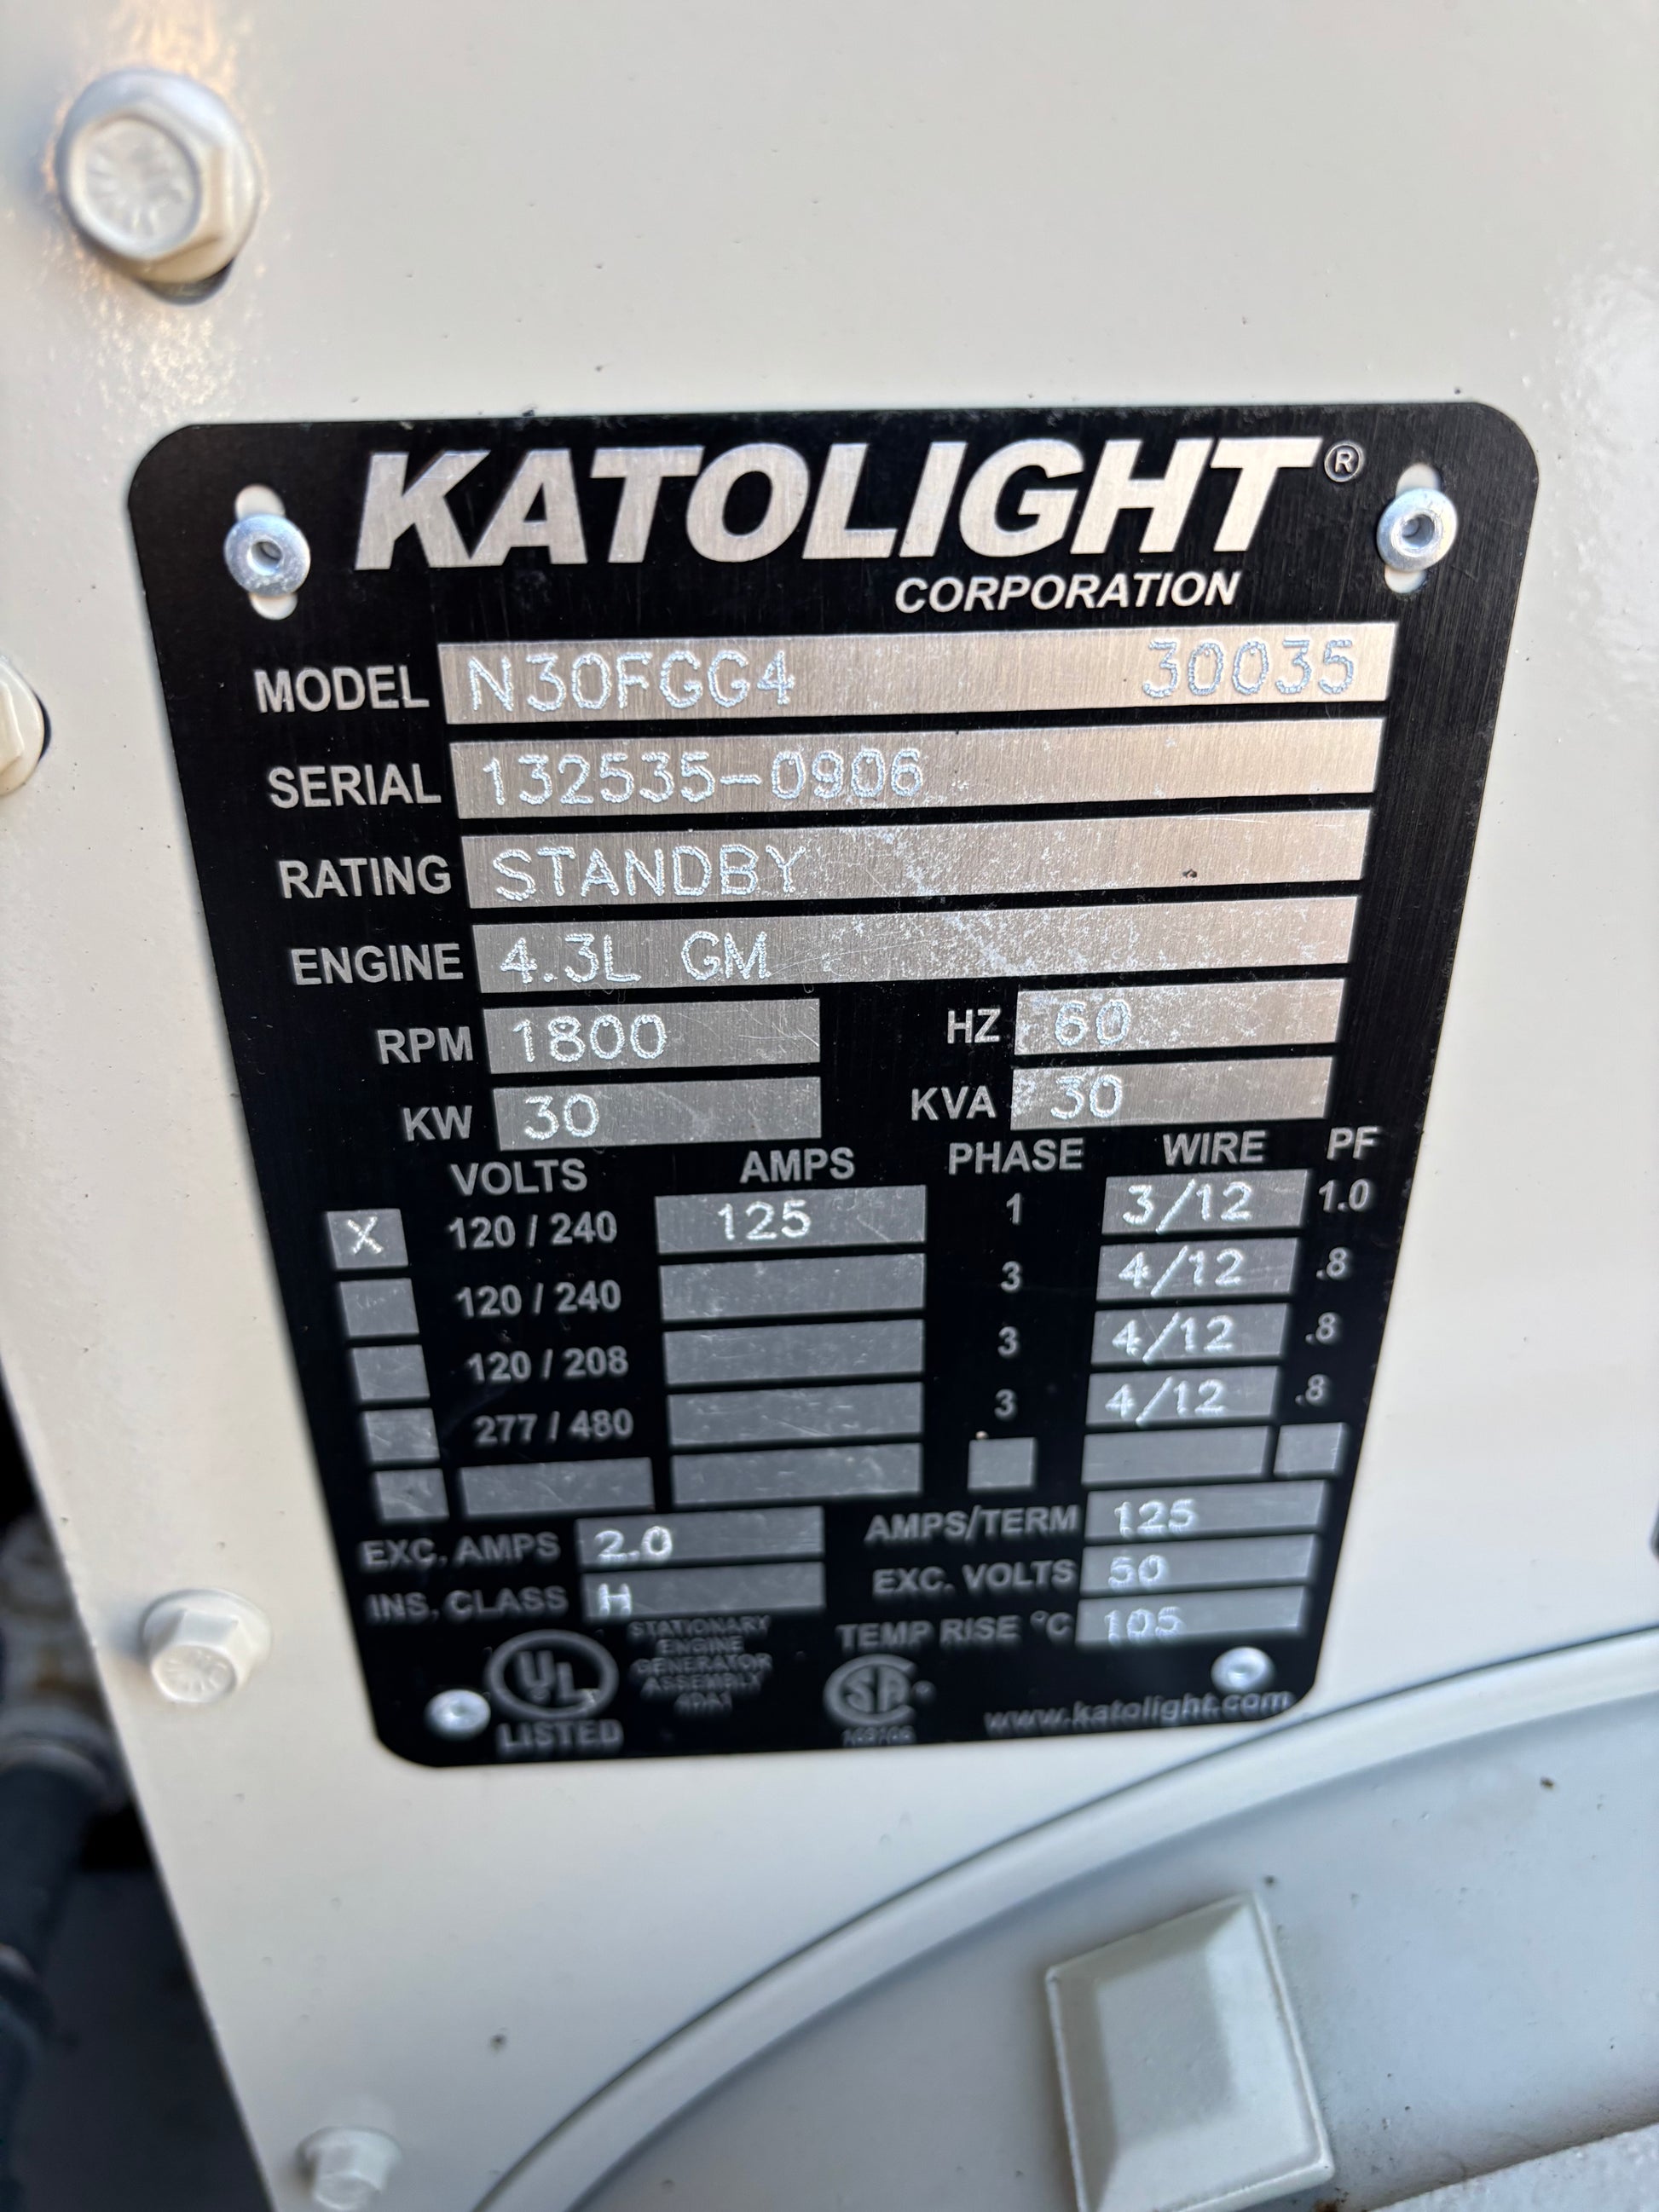 KATOLIGHT®
CORPORATION
MODEL N30FGG4 30035
SERIAL 132535-0906
RATING STANDBY
ENGINE 4.3L GM
RPM 1800 HZ 60
KW 30 KVA 30
VOLTS AMPS PHASE WIRE PF
X 120 / 240 125 1 3/12 1.0
120 / 240 3 4/12 .8
120 / 208 3 4/12 .8
277 / 480 3 4/12 .8
EXC. AMPS 2.0 AMPS/TERM 125
INS. CLASS H EXC. VOLTS 50
TEMP RISE °C 105
UL
LISTED
STATIONARY
ENGINE
GENERATOR
ASSEMBLY
www.katolight.com